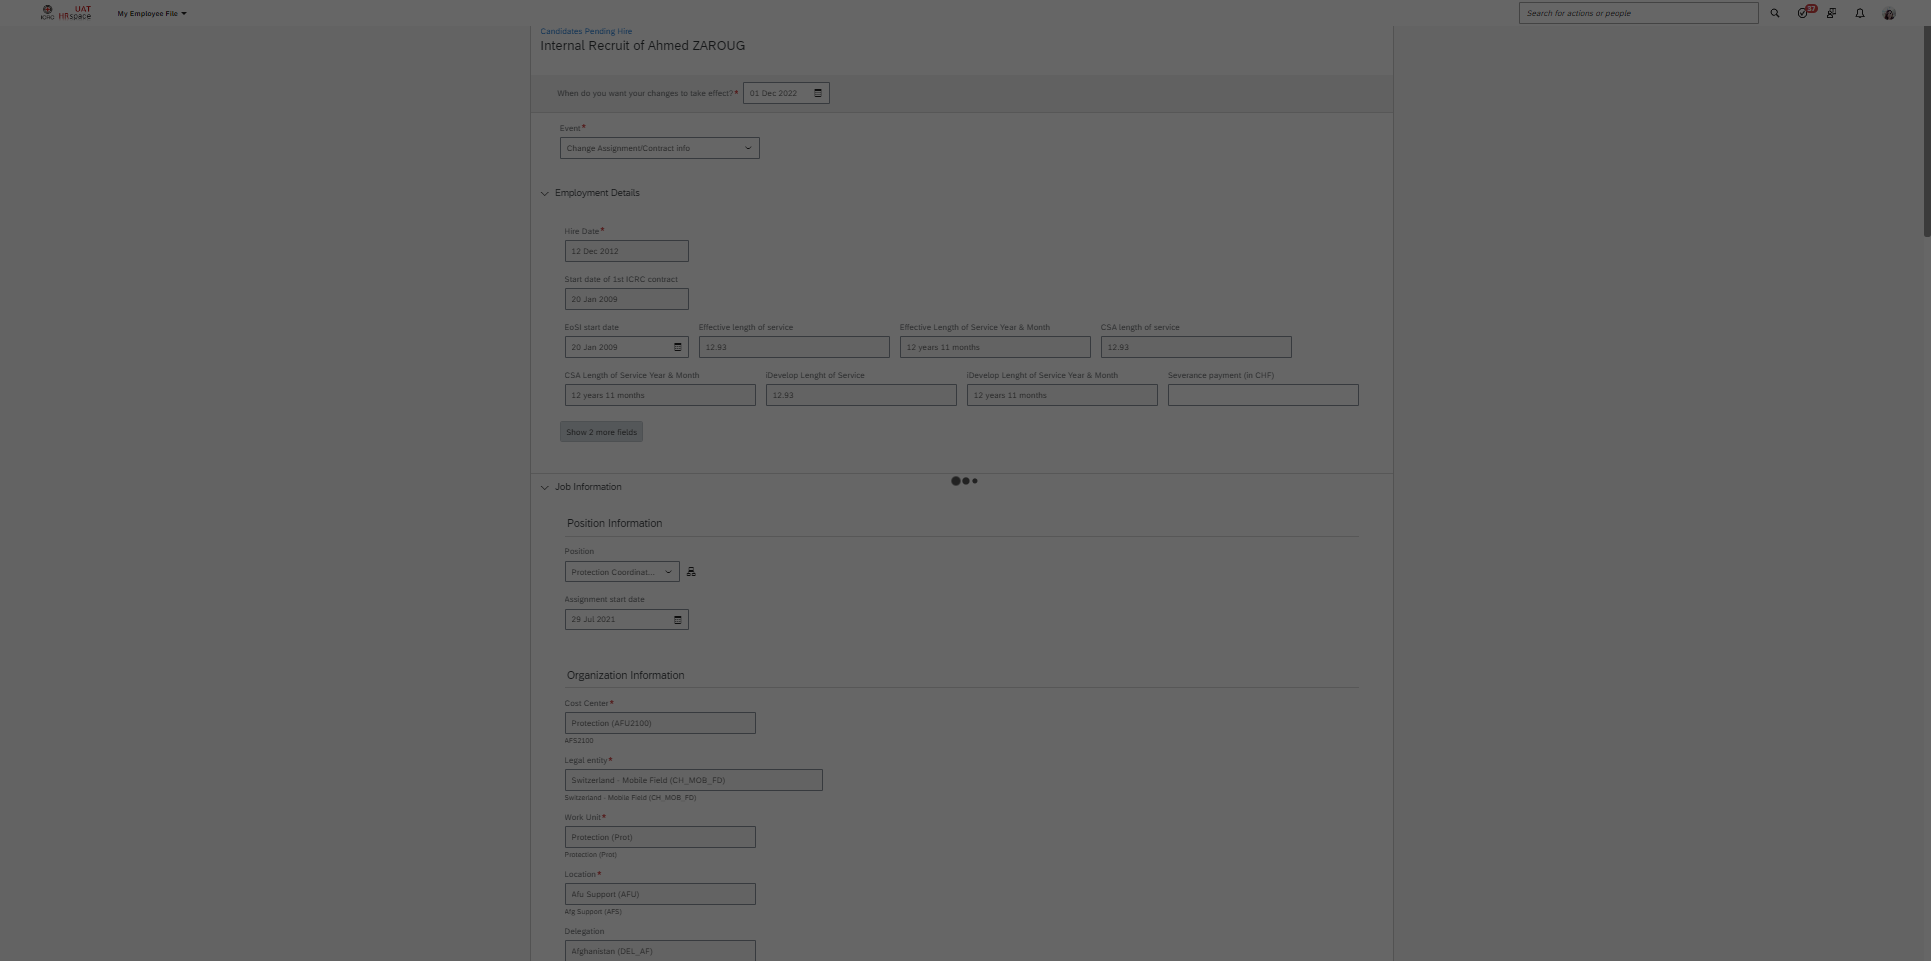 ICRC UAT HRspace My Employee File Search for actions or people 37
Candidates Pending Hire
Internal Recruit of Ahmed ZAROUG
When do you want your changes to take effect?* 01 Dec 2022
Event*
Change Assignment/Contract info
Employment Details
Hire Date*
12 Dec 2012
Start date of 1st ICRC contract
20 Jan 2009
EoSI start date Effective length of service Effective Length of Service Year & Month CSA length of service
20 Jan 2009 12.93 12 years 11 months 12.93
CSA Length of Service Year & Month iDevelop Lenght of Service iDevelop Lenght of Service Year & Month Severance payment (in CHF)
12 years 11 months 12.93 12 years 11 months
Show 2 more fields
Job Information
Position Information
Position
Protection Coordinat...
Assignment start date
29 Jul 2021
Organization Information
Cost Center*
Protection (AFU2100)
AFS2100
Legal entity*
Switzerland - Mobile Field (CH_MOB_FD)
Switzerland - Mobile Field (CH_MOB_FD)
Work Unit*
Protection (Prot)
Protection (Prot)
Location*
Afu Support (AFU)
Afg Support (AFS)
Delegation
Afghanistan (DEL_AF)